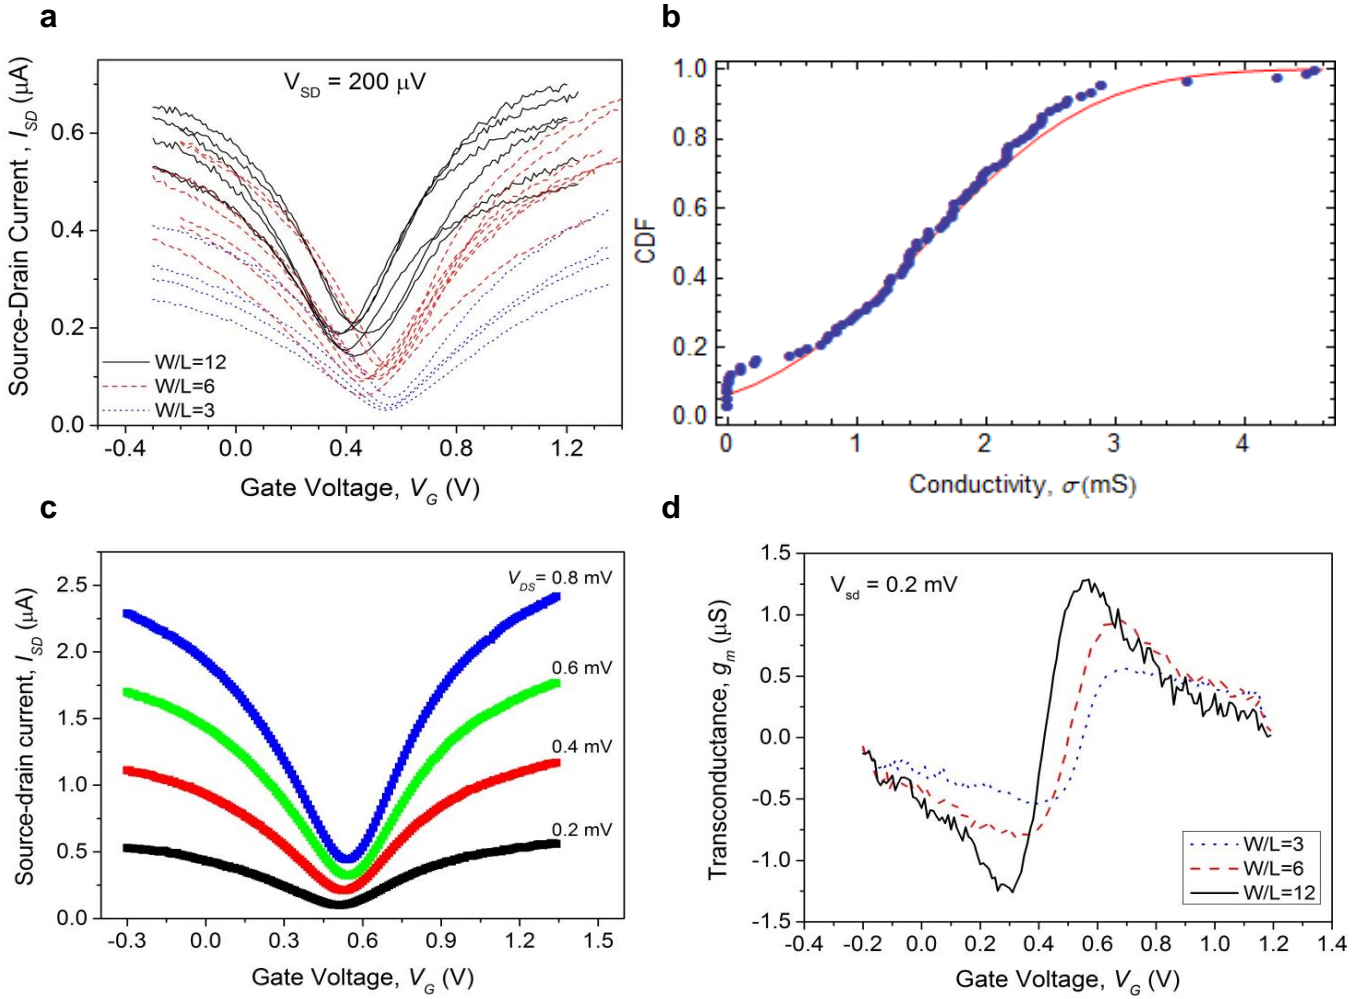 a
V_SD = 200 μV
Source-Drain Current , I_SD (μA)
0.6
0.4
0.2
0.0
W/L=12
W/L=6
W/L=3
-0.4 0.0 0.4 0.8 1.2
Gate Voltage, V_G (V)
b
CDF
1.0
0.8
0.6
0.4
0.2
0.0
0 1 2 3 4
Conductivity, σ(mS)
c
Source-drain current, I_SD (μA)
2.5
2.0
1.5
1.0
0.5
0.0
V_DS= 0.8 mV
0.6 mV
0.4 mV
0.2 mV
-0.3 0.0 0.3 0.6 0.9 1.2 1.5
Gate Voltage, V_G (V)
d
V_sd = 0.2 mV
Transconductance, g_m (μS)
1.5
1.0
0.5
0.0
-0.5
-1.0
-1.5
W/L=3
W/L=6
W/L=12
-0.4 -0.2 0.0 0.2 0.4 0.6 0.8 1.0 1.2 1.4
Gate Voltage, V_G (V)